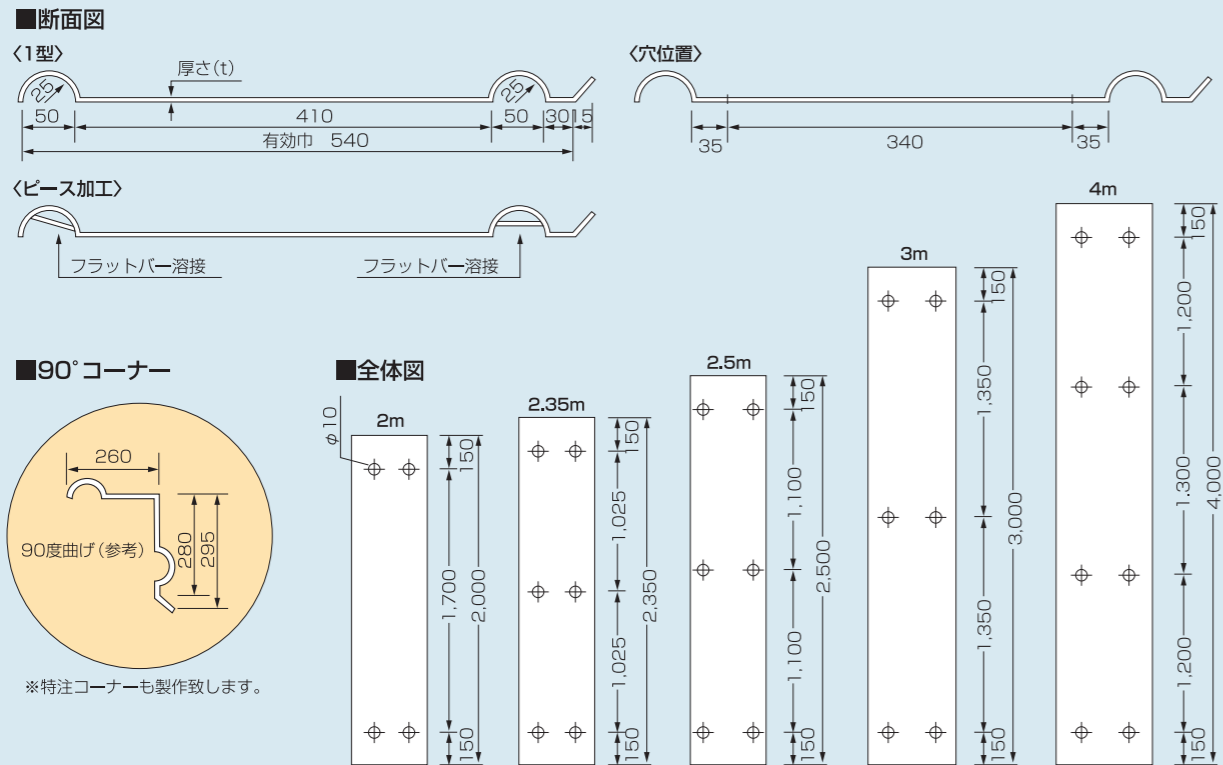 ■断面図
〈1型〉
厚さ(t)
25
25
50
410
50
30
15
有効巾 540
〈穴位置〉
35
340
35
〈ピース加工〉
フラットバー溶接
フラットバー溶接
■90°コーナー
260
90度曲げ(参考)
280
295
※特注コーナーも製作致します。
■全体図
φ10
2m
150
1,700
2,000
150
2.35m
150
1,025
1,025
2,350
150
2.5m
150
1,100
1,100
2,500
150
3m
150
1,350
1,350
3,000
150
4m
150
1,200
1.300
1,200
4,000
150